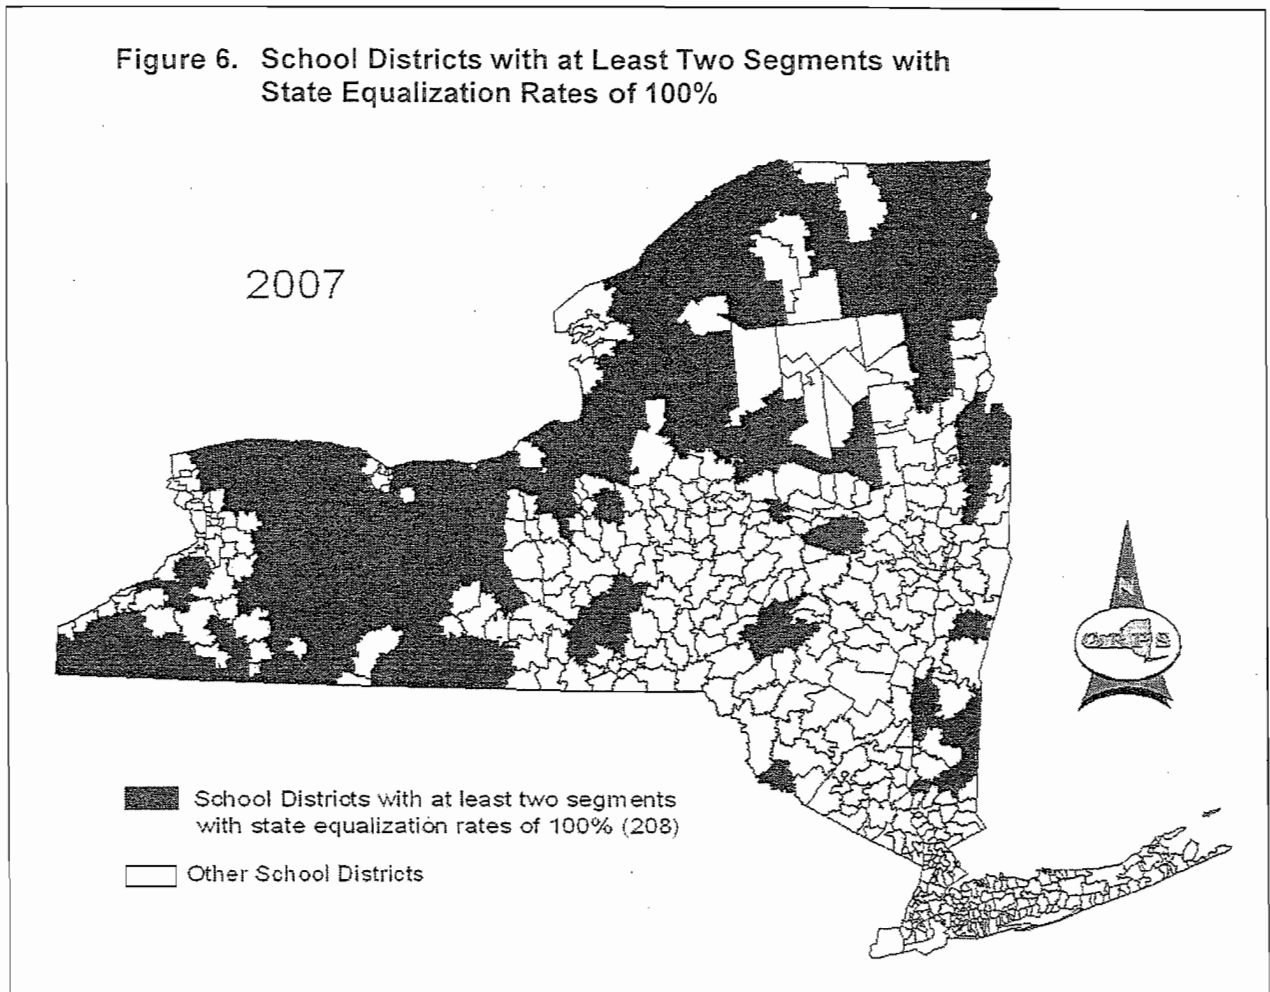 Figure 6. School Districts with at Least Two Segments with
State Equalization Rates of 100%
2007
School Districts with at least two segments
with state equalization rates of 100% (208)
Other School Districts
N